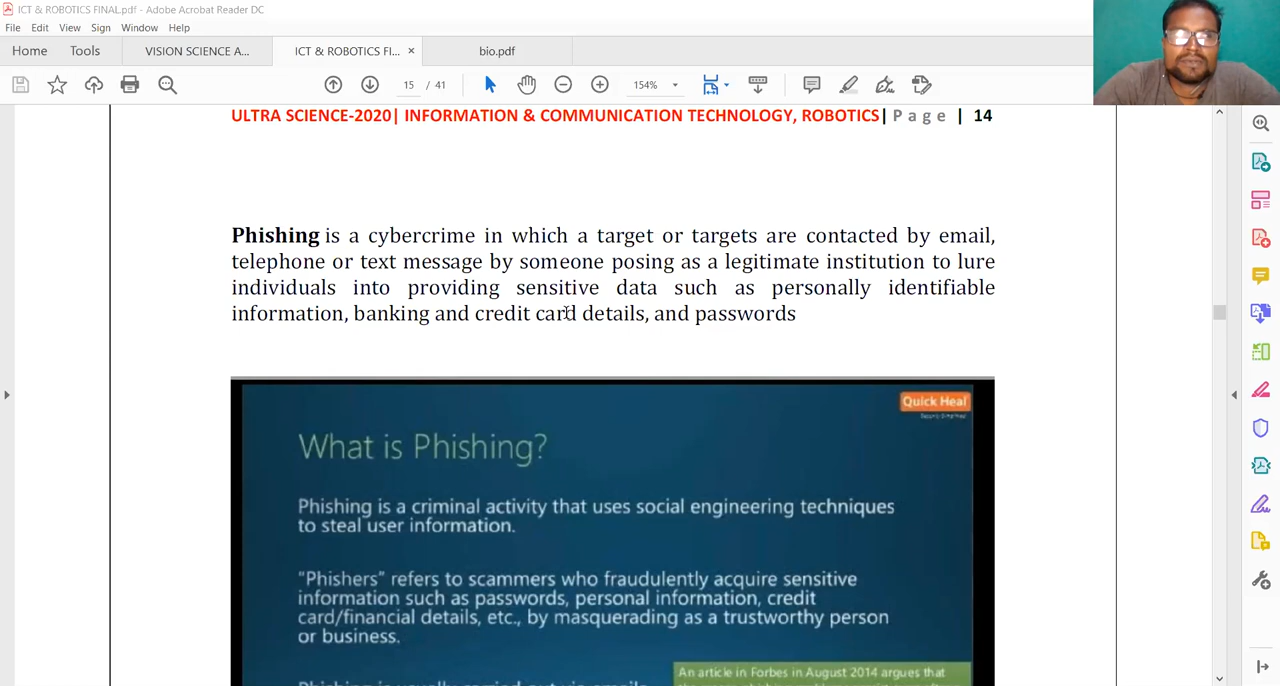 ICT & ROBOTICS FINAL.pdf - Adobe Acrobat Reader DC
File Edit View Sign Window Help
Home Tools VISION SCIENCE A... ICT & ROBOTICS FI... × bio.pdf
15 / 41 154%
ULTRA SCIENCE-2020| INFORMATION & COMMUNICATION TECHNOLOGY, ROBOTICS| Page | 14
Phishing is a cybercrime in which a target or targets are contacted by email,
telephone or text message by someone posing as a legitimate institution to lure
individuals into providing sensitive data such as personally identifiable
information, banking and credit card details, and passwords
Quick Heal
What is Phishing?
Phishing is a criminal activity that uses social engineering techniques
to steal user information.
"Phishers" refers to scammers who fraudulently acquire sensitive
information such as passwords, personal information, credit
card/financial details, etc., by masquerading as a trustworthy person
or business.
An article in Forbes in August 2014 argues that